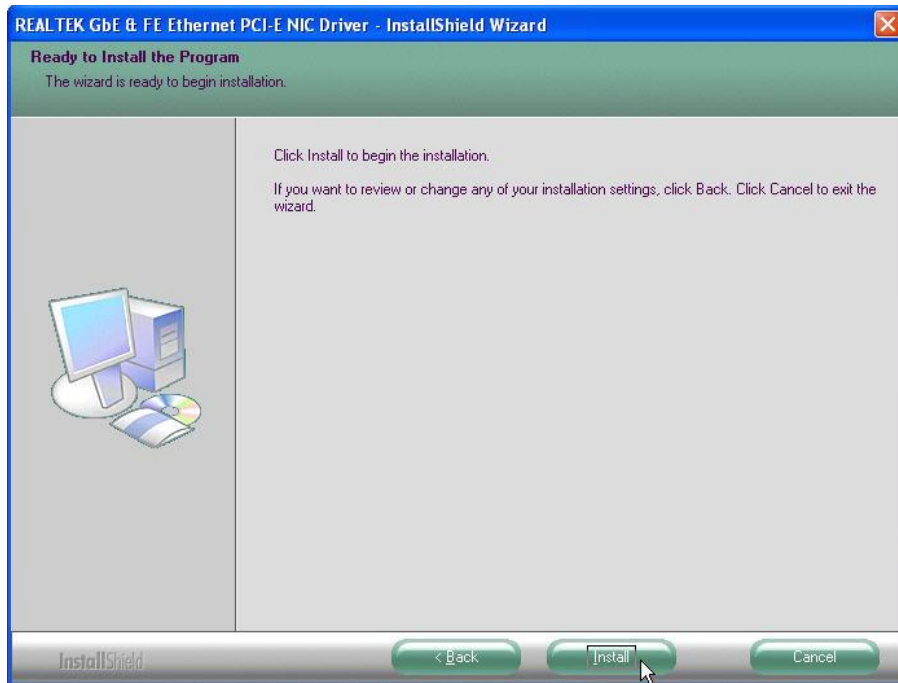 REALTEK GbE & FE Ethernet PCI-E NIC Driver - InstallShield Wizard
Ready to Install the Program
The wizard is ready to begin installation.
Click Install to begin the installation.
If you want to review or change any of your installation settings, click Back. Click Cancel to exit the
wizard.
InstallShield
< Back
Install
Cancel